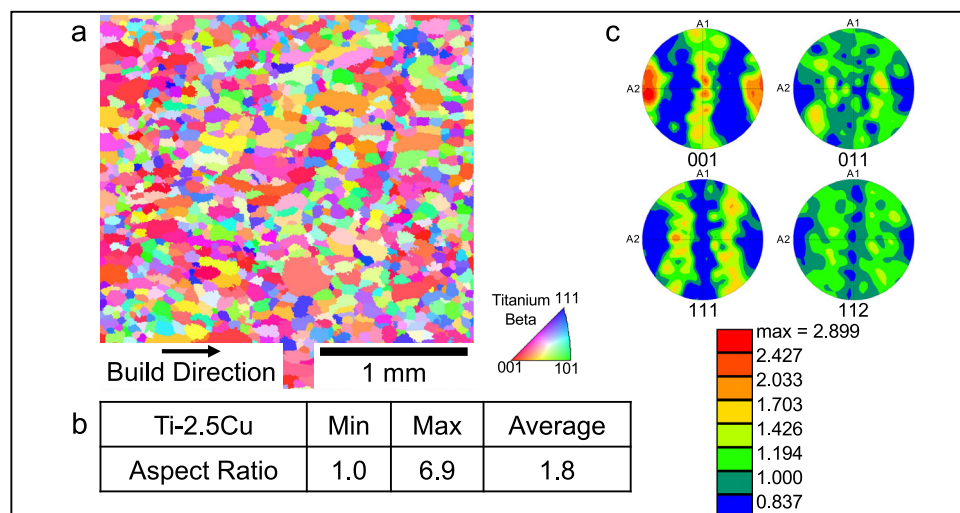 a
Build Direction
1 mm
Titanium 111
Beta
001 101
b
Ti-2.5Cu Min Max Average
Aspect Ratio 1.0 6.9 1.8
c
A1 A1
A2 A2
001 011
A1 A1
A2 A2
111 112
max = 2.899
2.427
2.033
1.703
1.426
1.194
1.000
0.837